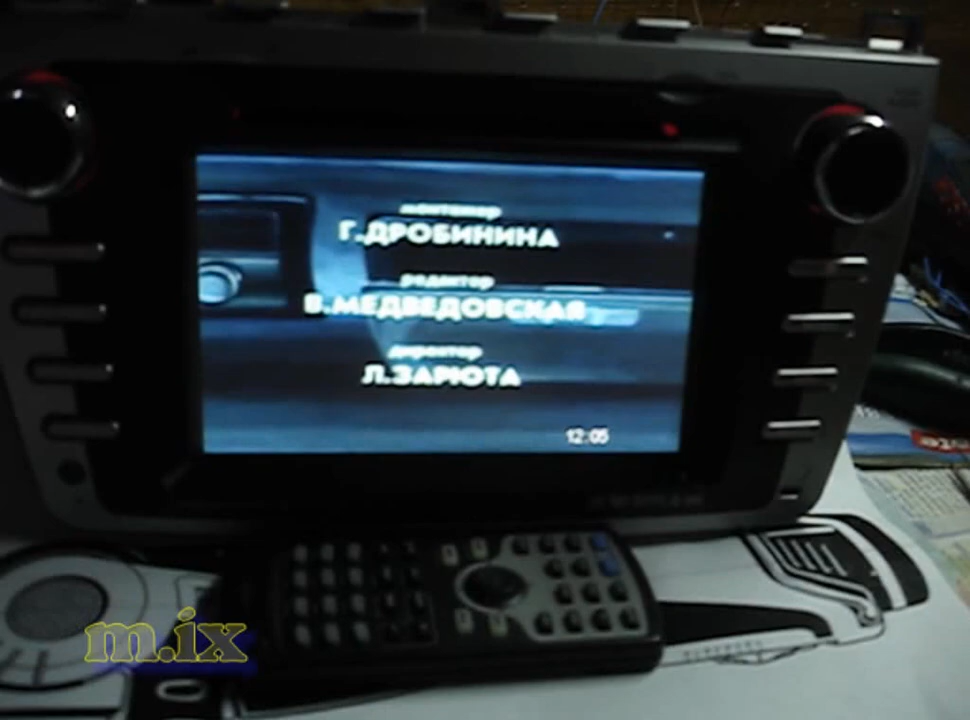 монтажер
Г.ДРОБИНИНА
редактор
В.МЕДВЕДОВСКАЯ
директор
Л.ЗАРЮТА
12:05
m.ix